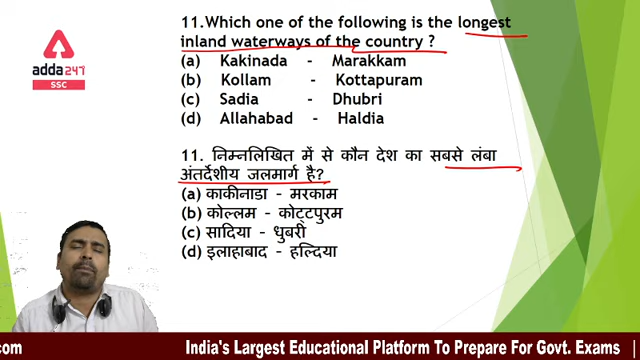 adda247
SSC
11.Which one of the following is the longest
inland waterways of the country ?
(a) Kakinada - Marakkam
(b) Kollam - Kottapuram
(c) Sadia - Dhubri
(d) Allahabad - Haldia
11. निम्नलिखित में से कौन देश का सबसे लंबा
अंतर्देशीय जलमार्ग है?
(a) काकीनाडा - मरकाम
(b) कोल्लम - कोट्टपुरम
(c) सादिया - धुबरी
(d) इलाहाबाद - हल्दिया
.com India's Largest Educational Platform To Prepare For Govt. Exams |